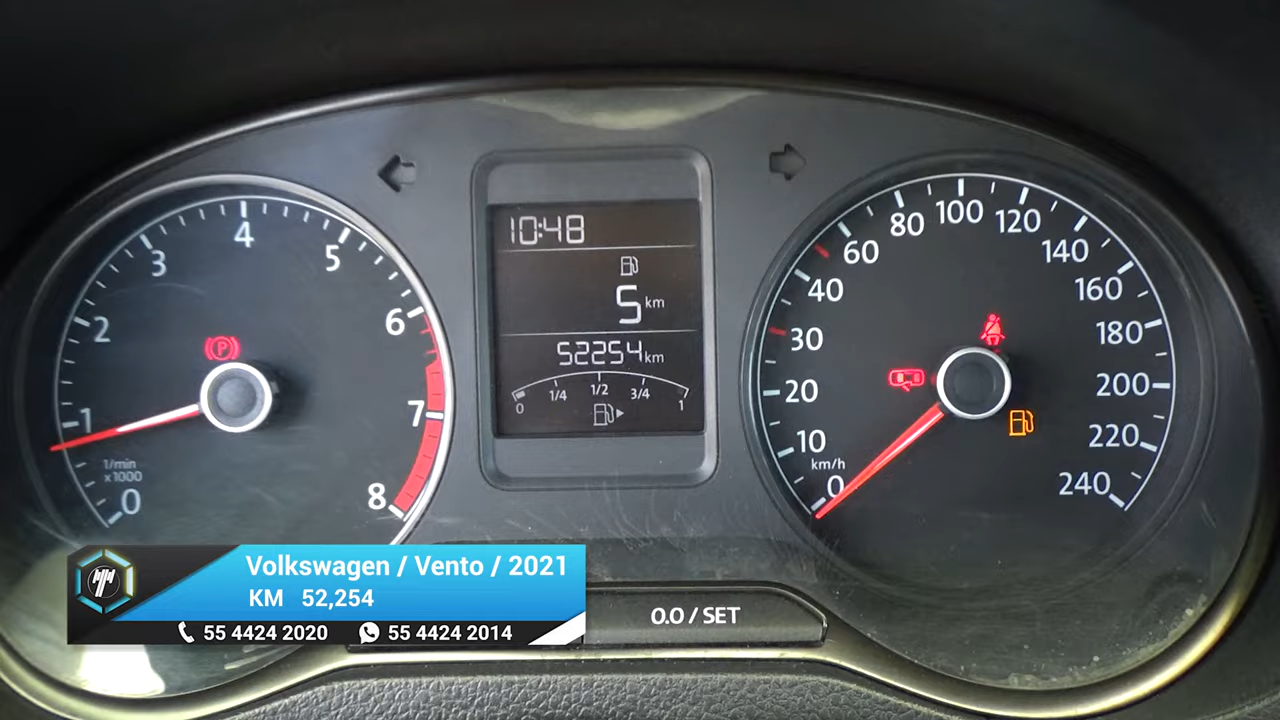 10:48
5 km
52254 km
0 1/4 1/2 3/4 1
0 1 2 3 4 5 6 7 8
1/min
x1000
P
0 10 20 30 40 60 80 100 120 140 160 180 200 220 240
km/h
0.0 / SET
Volkswagen / Vento / 2021
KM 52,254
55 4424 2020 55 4424 2014